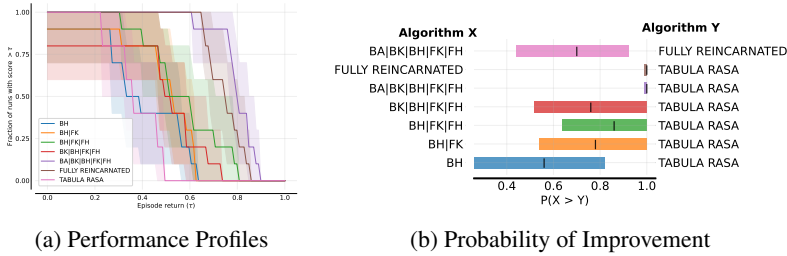 Fraction of runs with score > τ
1.00
0.75
0.50
0.25
0.00
BH
BH|FK
BH|FK|FH
BK|BH|FK|FH
BA|BK|BH|FK|FH
FULLY REINCARNATED
TABULA RASA
0.0 0.2 0.4 0.6 0.8 1.0
Episode return (τ)
(a) Performance Profiles
Algorithm X Algorithm Y
BA|BK|BH|FK|FH FULLY REINCARNATED
FULLY REINCARNATED TABULA RASA
BA|BK|BH|FK|FH TABULA RASA
BK|BH|FK|FH TABULA RASA
BH|FK|FH TABULA RASA
BH|FK TABULA RASA
BH TABULA RASA
0.4 0.6 0.8 1.0
P(X > Y)
(b) Probability of Improvement